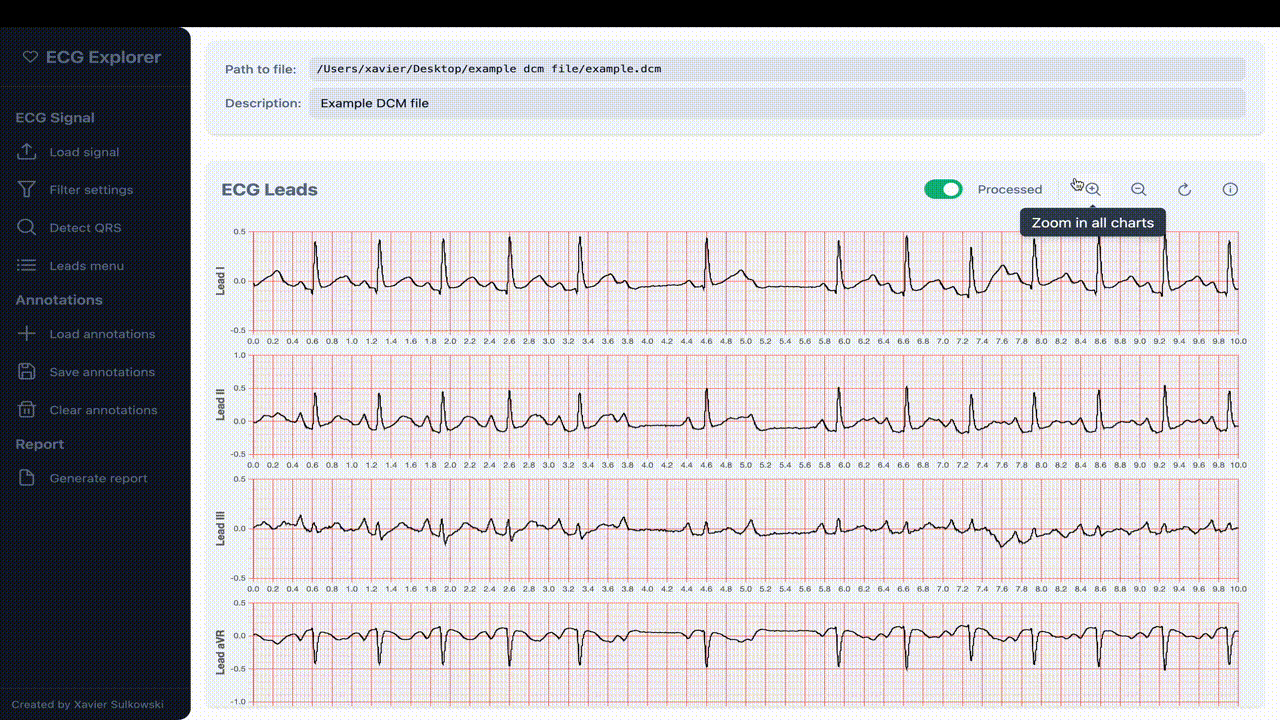 ECG Explorer
ECG Signal
Load signal
Filter settings
Detect QRS
Leads menu
Annotations
Load annotations
Save annotations
Clear annotations
Report
Generate report
Created by Xavier Sulkowski
Path to file: /Users/xavier/Desktop/example dcm file/example.dcm
Description: Example DCM file
ECG Leads
Processed
Zoom in all charts
Lead I
0.5
0.0
-0.5
0.0 0.2 0.4 0.6 0.8 1.0 1.2 1.4 1.6 1.8 2.0 2.2 2.4 2.6 2.8 3.0 3.2 3.4 3.6 3.8 4.0 4.2 4.4 4.6 4.8 5.0 5.2 5.4 5.6 5.8 6.0 6.2 6.4 6.6 6.8 7.0 7.2 7.4 7.6 7.8 8.0 8.2 8.4 8.6 8.8 9.0 9.2 9.4 9.6 9.8 10.0
Lead II
1.0
0.5
0.0
-0.5
0.0 0.2 0.4 0.6 0.8 1.0 1.2 1.4 1.6 1.8 2.0 2.2 2.4 2.6 2.8 3.0 3.2 3.4 3.6 3.8 4.0 4.2 4.4 4.6 4.8 5.0 5.2 5.4 5.6 5.8 6.0 6.2 6.4 6.6 6.8 7.0 7.2 7.4 7.6 7.8 8.0 8.2 8.4 8.6 8.8 9.0 9.2 9.4 9.6 9.8 10.0
Lead III
0.5
0.0
-0.5
0.0 0.2 0.4 0.6 0.8 1.0 1.2 1.4 1.6 1.8 2.0 2.2 2.4 2.6 2.8 3.0 3.2 3.4 3.6 3.8 4.0 4.2 4.4 4.6 4.8 5.0 5.2 5.4 5.6 5.8 6.0 6.2 6.4 6.6 6.8 7.0 7.2 7.4 7.6 7.8 8.0 8.2 8.4 8.6 8.8 9.0 9.2 9.4 9.6 9.8 10.0
Lead aVR
0.5
0.0
-0.5
-1.0